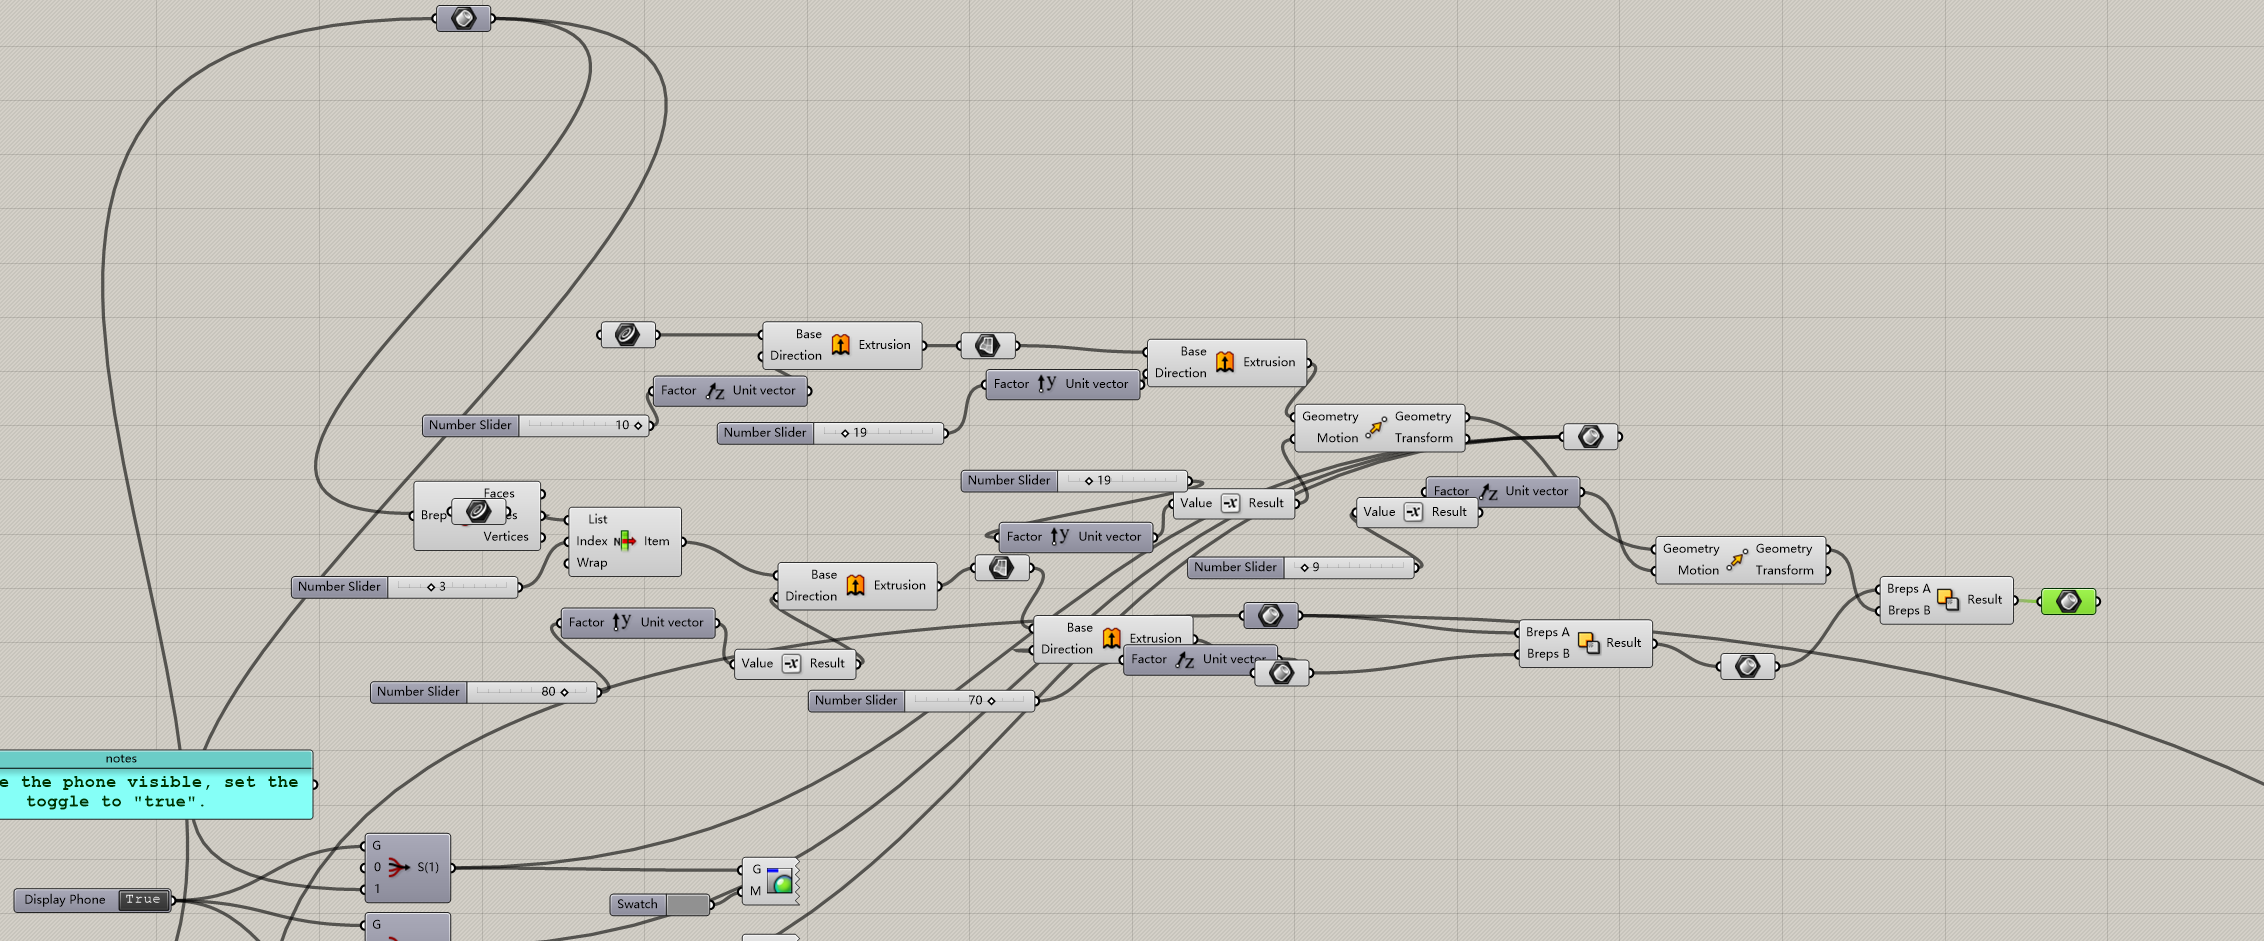 Base
Direction
Extrusion
Base
Direction
Extrusion
Factor
Unit vector
Factor
Unit vector
Number Slider
10
Number Slider
19
Geometry
Motion
Geometry
Transform
Number Slider
19
Value
Result
Factor
Unit vector
Value
Result
Faces
Brep
es
Vertices
List
Index
Wrap
Item
Factor
Unit vector
Geometry
Motion
Geometry
Transform
Number Slider
3
Number Slider
9
Base
Direction
Extrusion
Breps A
Breps B
Result
Factor
Unit vector
Base
Direction
Extrusion
Breps A
Breps B
Result
Value
Result
Factor
Unit vector
Number Slider
80
Number Slider
70
notes
e the phone visible, set the
toggle to "true".
G
0
1
S(1)
G
M
Display Phone
True
Swatch
G